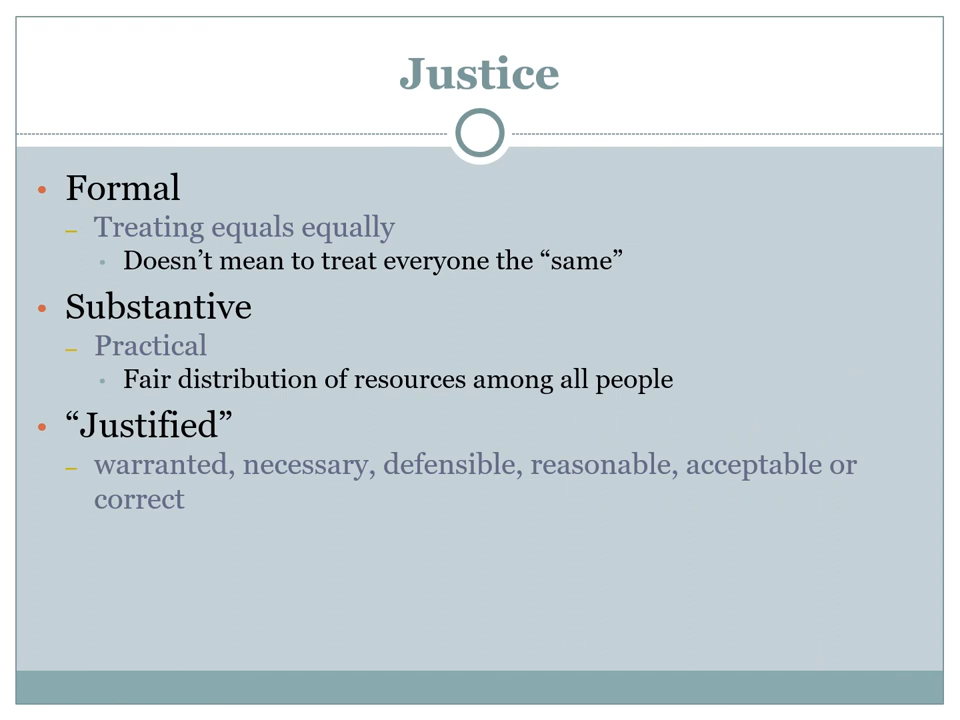 Justice
• Formal
– Treating equals equally
• Doesn’t mean to treat everyone the “same”
• Substantive
– Practical
• Fair distribution of resources among all people
• “Justified”
– warranted, necessary, defensible, reasonable, acceptable or
correct